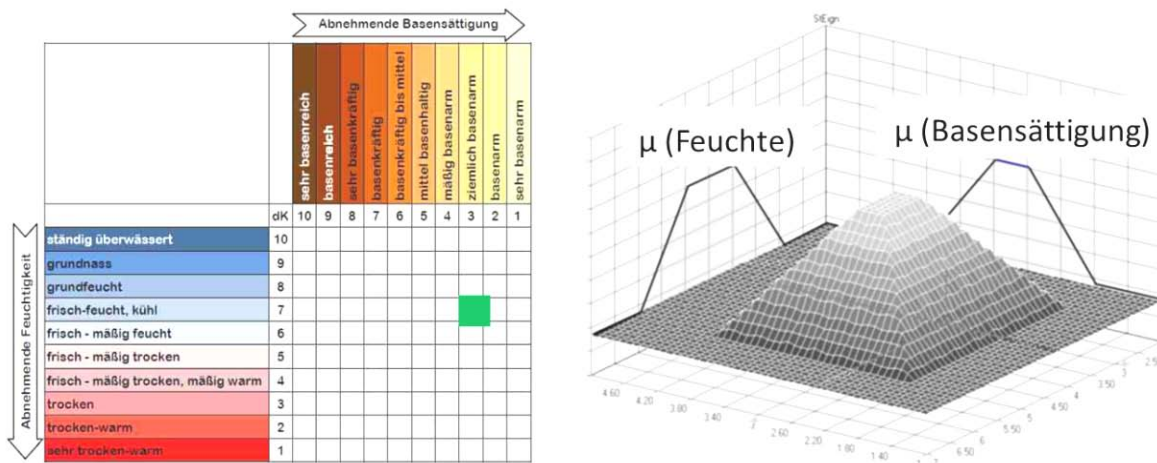 Abnehmende Basensättigung
sehr basenreich
basenreich
sehr basenkräftig
basenkräftig
basenkräftig bis mittel
mittel basenhaltig
mäßig basenarm
ziemlich basenarm
basenarm
sehr basenarm
dK 10 9 8 7 6 5 4 3 2 1
Abnehmende Feuchtigkeit
ständig überwässert 10
grundnass 9
grundfeucht 8
frisch-feucht, kühl 7
frisch - mäßig feucht 6
frisch - mäßig trocken 5
frisch - mäßig trocken, mäßig warm 4
trocken 3
trocken-warm 2
sehr trocken-warm 1
StEign
µ (Feuchte)
µ (Basensättigung)
4.60 4.20 3.80 3.40 2.60 2.20 1.80 1.40 1
2.5 3 3.50 4 4.50 5 5.50 6 6.50